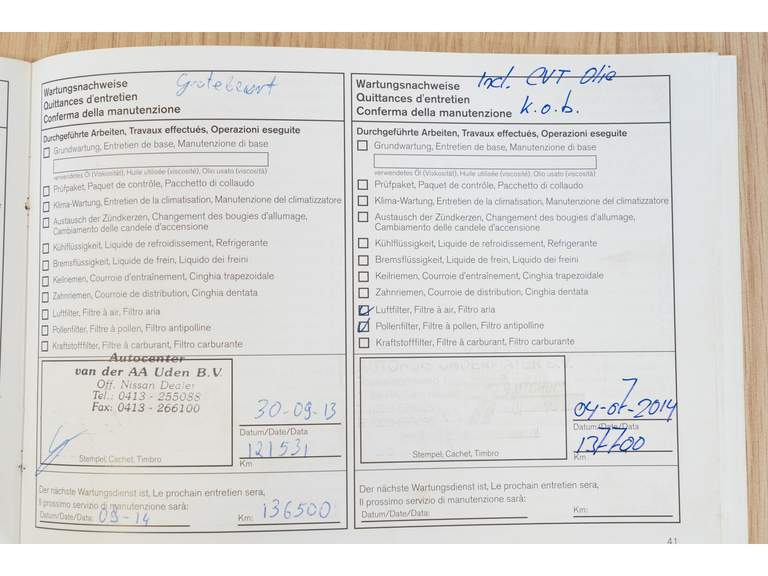 Wartungsnachweise
Quittances d'entretien
Conferma della manutenzione
Durchgeführte Arbeiten, Travaux effectués, Operazioni eseguite
Grundwartung, Entretien de base, Manutenzione di base
verwendetes Öl (Viskosität), Huile utilisée (viscosité), Olio usato (viscosità)
Prüfpaket, Paquet de contrôle, Pacchetto di collaudo
Klima-Wartung, Entretien de la climatisation, Manutenzione del climatizzatore
Austausch der Zündkerzen, Changement des bougies d'allumage,
Cambiamento delle candele d'accensione
Kühlflüssigkeit, Liquide de refroidissement, Refrigerante
Bremsflüssigkeit, Liquide de frein, Liquido dei freini
Keilriemen, Courroie d'entraînement, Cinghia trapezoidale
Zahnriemen, Courroie de distribution, Cinghia dentata
Luftfilter, Filtre à air, Filtro aria
Pollenfilter, Filtre à pollen, Filtro antipolline
Kraftstofffilter, Filtre à carburant, Filtro carburante
Autocenter
van der AA Uden B.V.
Off. Nissan Dealer
Tel.: 0413 - 255088
Fax: 0413 - 266100
Stempel, Cachet, Timbro
30-09-13
Datum/Date/Data
121531
Km
Der nächste Wartungsdienst ist, Le prochain entretien sera,
Il prossimo servizio di manutenzione sarà:
Datum/Date/Data: 09-14
Km: 136500
Wartungsnachweise Incl. CVT Olie
Quittances d'entretien
Conferma della manutenzione k.o.b.
Durchgeführte Arbeiten, Travaux effectués, Operazioni eseguite
Grundwartung, Entretien de base, Manutenzione di base
verwendetes Öl (Viskosität), Huile utilisée (viscosité), Olio usato (viscosità)
Prüfpaket, Paquet de contrôle, Pacchetto di collaudo
Klima-Wartung, Entretien de la climatisation, Manutenzione del climatizzatore
Austausch der Zündkerzen, Changement des bougies d'allumage,
Cambiamento delle candele d'accensione
Kühlflüssigkeit, Liquide de refroidissement, Refrigerante
Bremsflüssigkeit, Liquide de frein, Liquido dei freini
Keilriemen, Courroie d'entraînement, Cinghia trapezoidale
Zahnriemen, Courroie de distribution, Cinghia dentata
Luftfilter, Filtre à air, Filtro aria
Pollenfilter, Filtre à pollen, Filtro antipolline
Kraftstofffilter, Filtre à carburant, Filtro carburante
Stempel, Cachet, Timbro
04-07-2014
Datum/Date/Data
137700
Km
Der nächste Wartungsdienst ist, Le prochain entretien sera,
Il prossimo servizio di manutenzione sarà:
Datum/Date/Data:
Km:
41